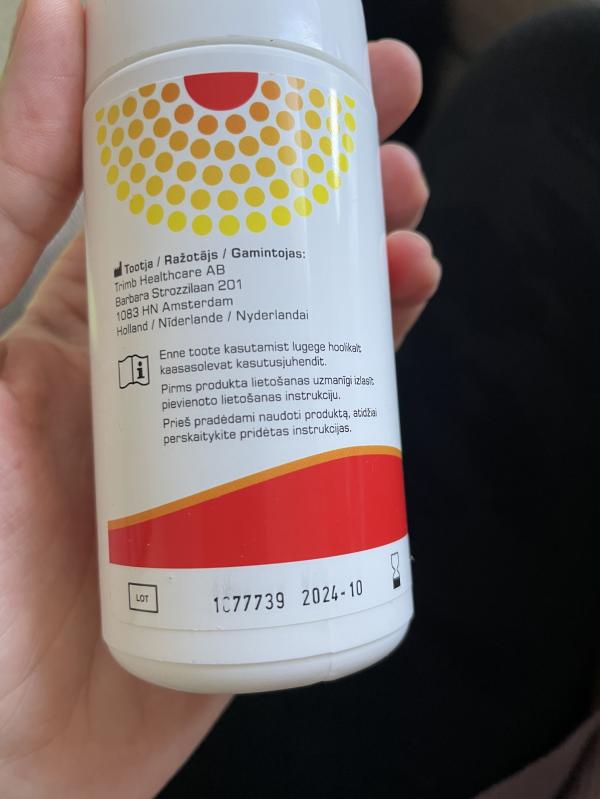 Tootja / Ražotājs / Gamintojas:
Trimb Healthcare AB
Barbara Strozzilaan 201
1083 HN Amsterdam
Holland / Nīderlande / Nyderlandai
Enne toote kasutamist lugege hoolikalt
kaasasolevat kasutusjuhendit.
Pirms produkta lietošanas uzmanīgi izlasīt
pievienoto lietošanas instrukciju.
Prieš pradėdami naudoti produktą, atidžiai
perskaitykite pridėtas instrukcijas.
LOT 2024-10